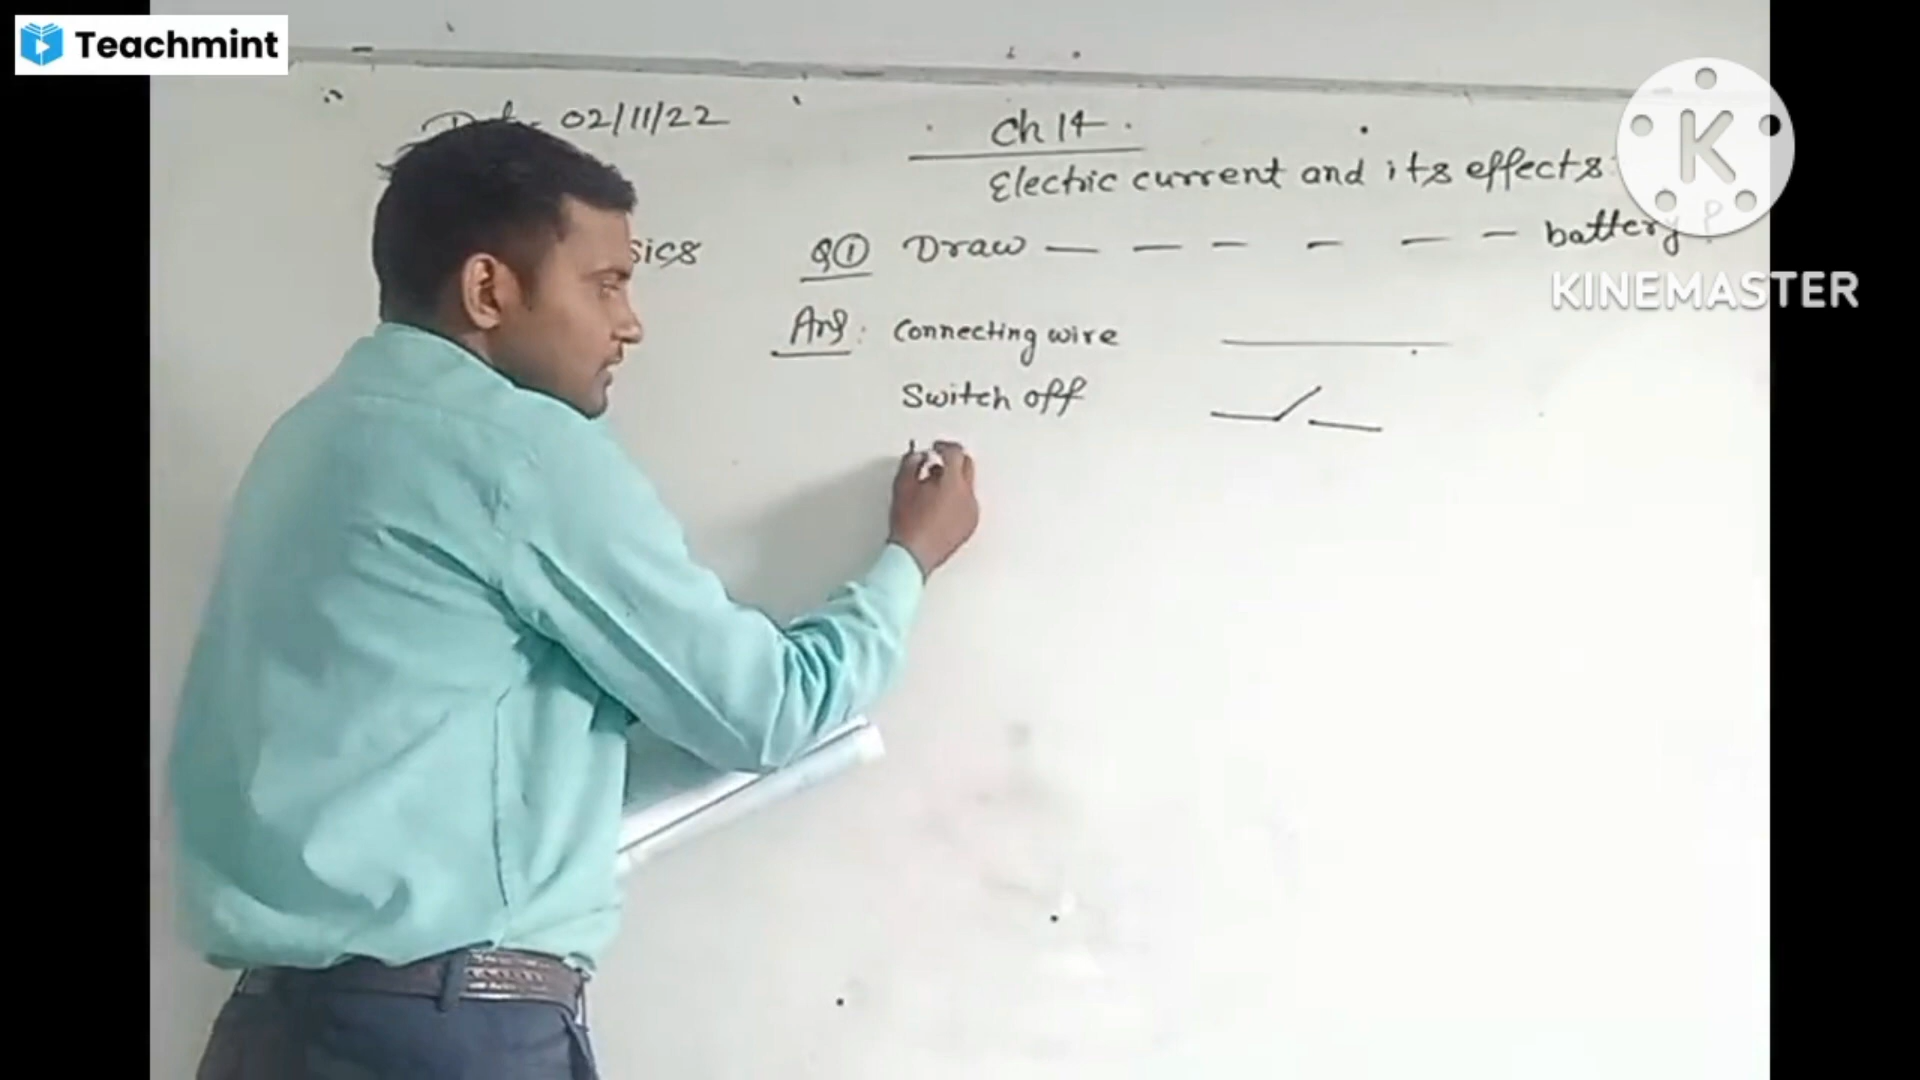 Teachmint
Date 02/11/22
Ch 14
Electric current and its effects
K
KINEMASTER
sics
Q① Draw — — — — — — battery ?
Ans: Connecting wire
Switch off